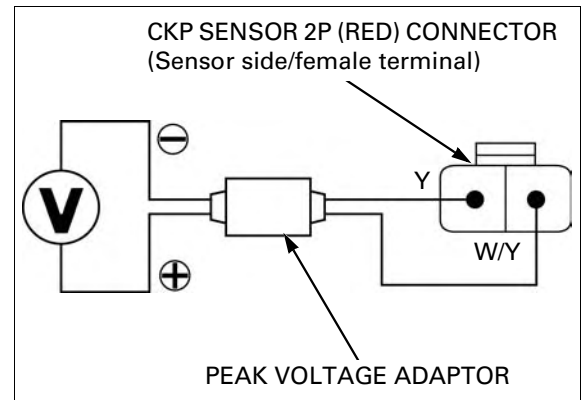 CKP SENSOR 2P (RED) CONNECTOR
(Sensor side/female terminal)
−
Y
V
W/Y
+
PEAK VOLTAGE ADAPTOR